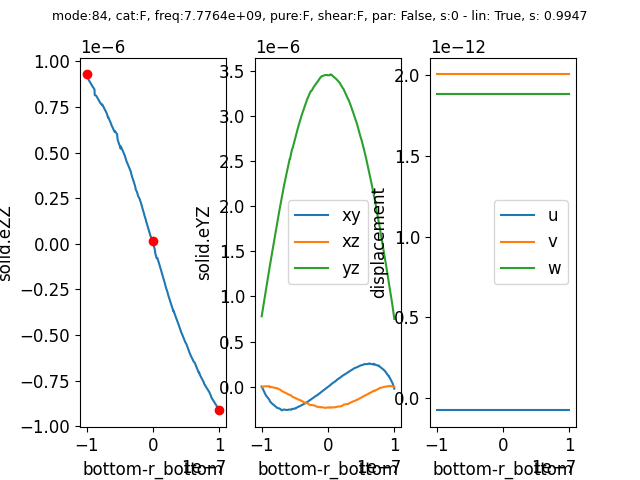 mode:84, cat:F, freq:7.7764e+09, pure:F, shear:F, par: False, s:0 - lin: True, s: 0.9947
1e−6
1.00
0.75
0.50
0.25
0.00
−0.25
−0.50
−0.75
−1.00
solid.eZZ
−1
0
1
bottom-r_bottom
1e−7
1e−6
3.5
3.0
2.5
2.0
1.5
1.0
0.5
0.0
solid.eYZ
xy
xz
yz
−1
0
1
bottom-r_bottom
1e−7
1e−12
2.0
1.5
1.0
0.5
0.0
displacement
u
v
w
−1
0
1
bottom-r_bottom
1e−7